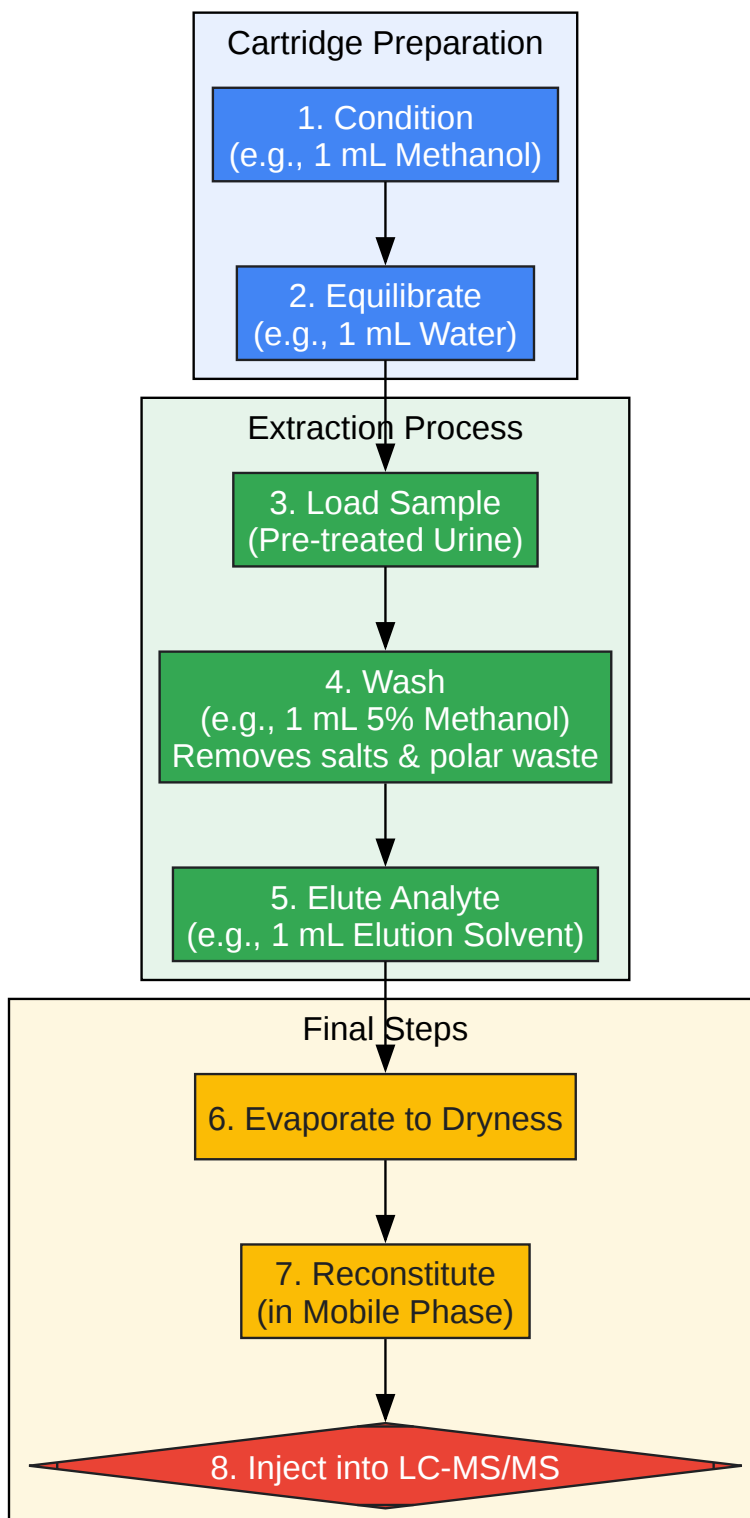 Cartridge Preparation
1. Condition
(e.g., 1 mL Methanol)
2. Equilibrate
(e.g., 1 mL Water)
Extraction Process
3. Load Sample
(Pre-treated Urine)
4. Wash
(e.g., 1 mL 5% Methanol)
Removes salts & polar waste
5. Elute Analyte
(e.g., 1 mL Elution Solvent)
Final Steps
6. Evaporate to Dryness
7. Reconstitute
(in Mobile Phase)
8. Inject into LC-MS/MS